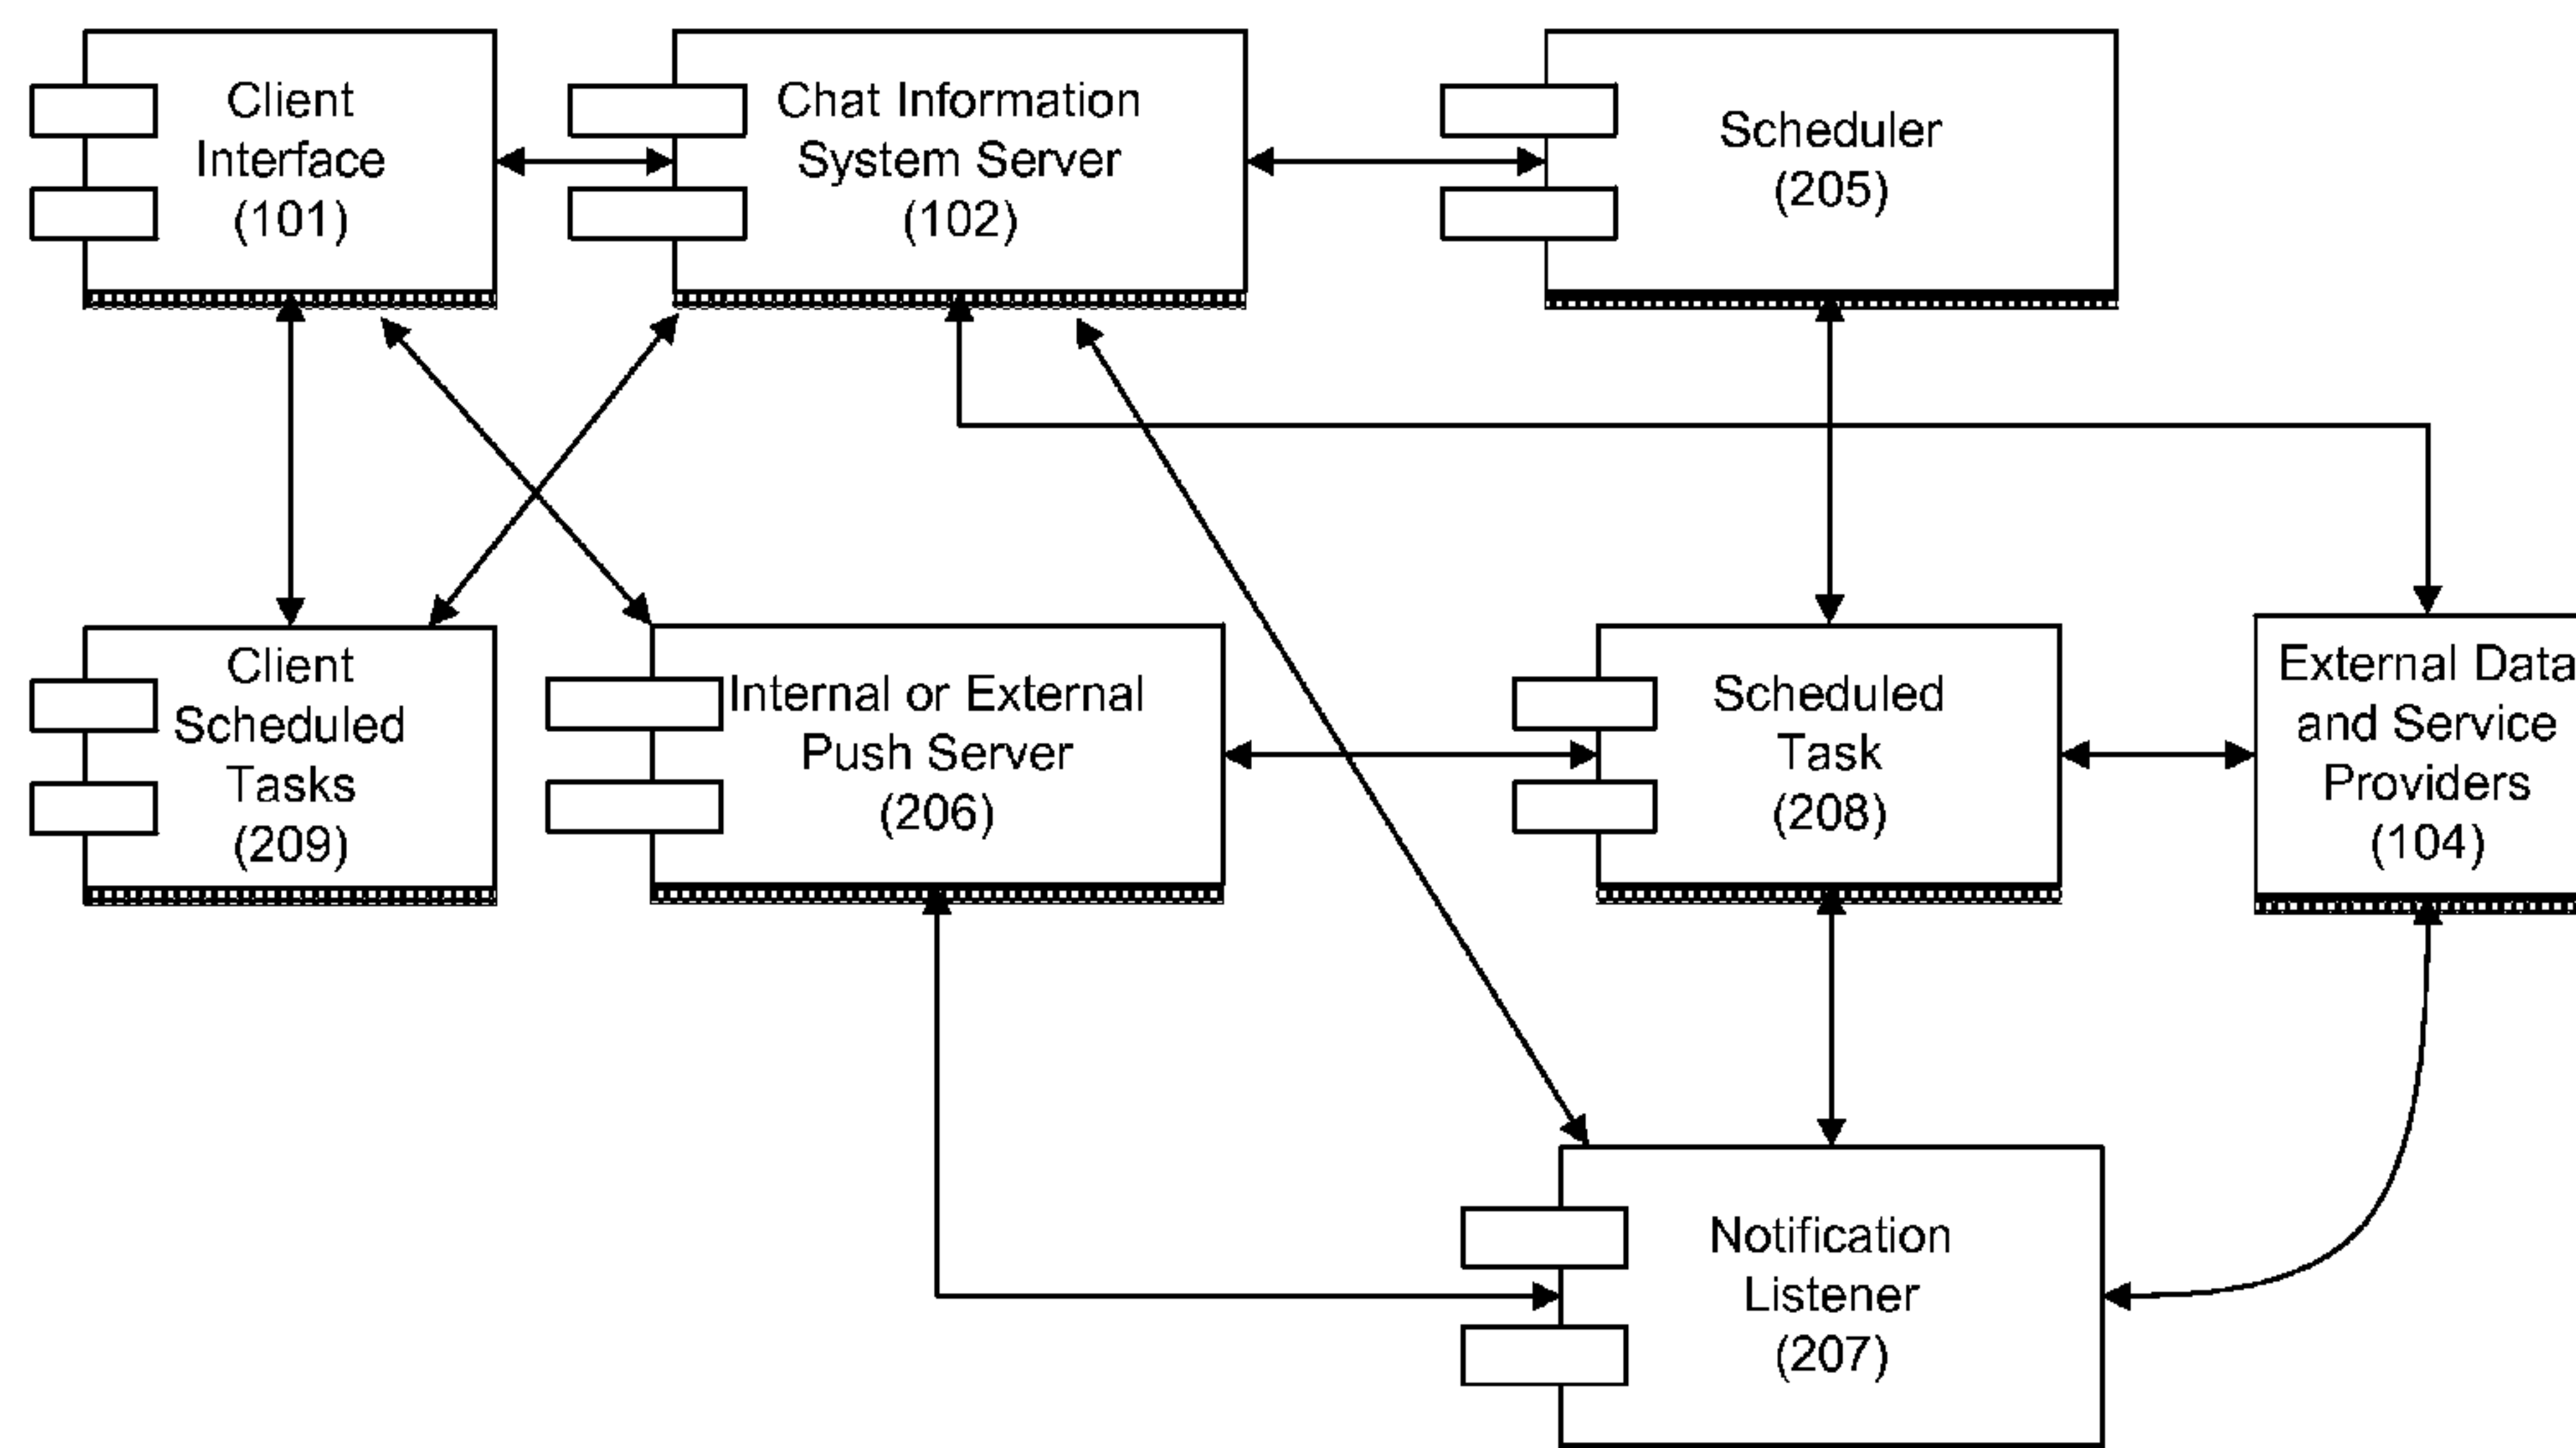 Client
Interface
(101)
Chat Information
System Server
(102)
Scheduler
(205)
Client
Scheduled
Tasks
(209)
Internal or External
Push Server
(206)
Scheduled
Task
(208)
External Data
and Service
Providers
(104)
Notification
Listener
(207)